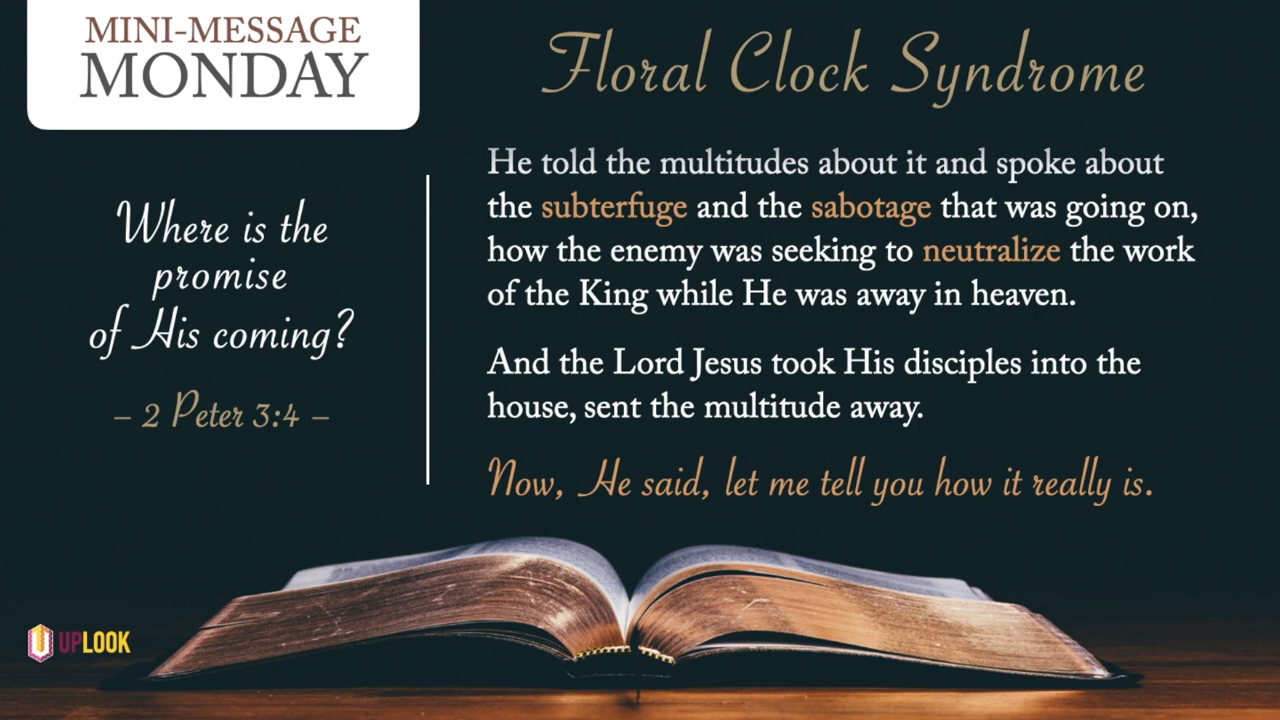 MINI-MESSAGE
MONDAY
Floral Clock Syndrome
Where is the
promise
of His coming?
– 2 Peter 3:4 –
He told the multitudes about it and spoke about
the subterfuge and the sabotage that was going on,
how the enemy was seeking to neutralize the work
of the King while He was away in heaven.
And the Lord Jesus took His disciples into the
house, sent the multitude away.
Now, He said, let me tell you how it really is.
UPLOOK